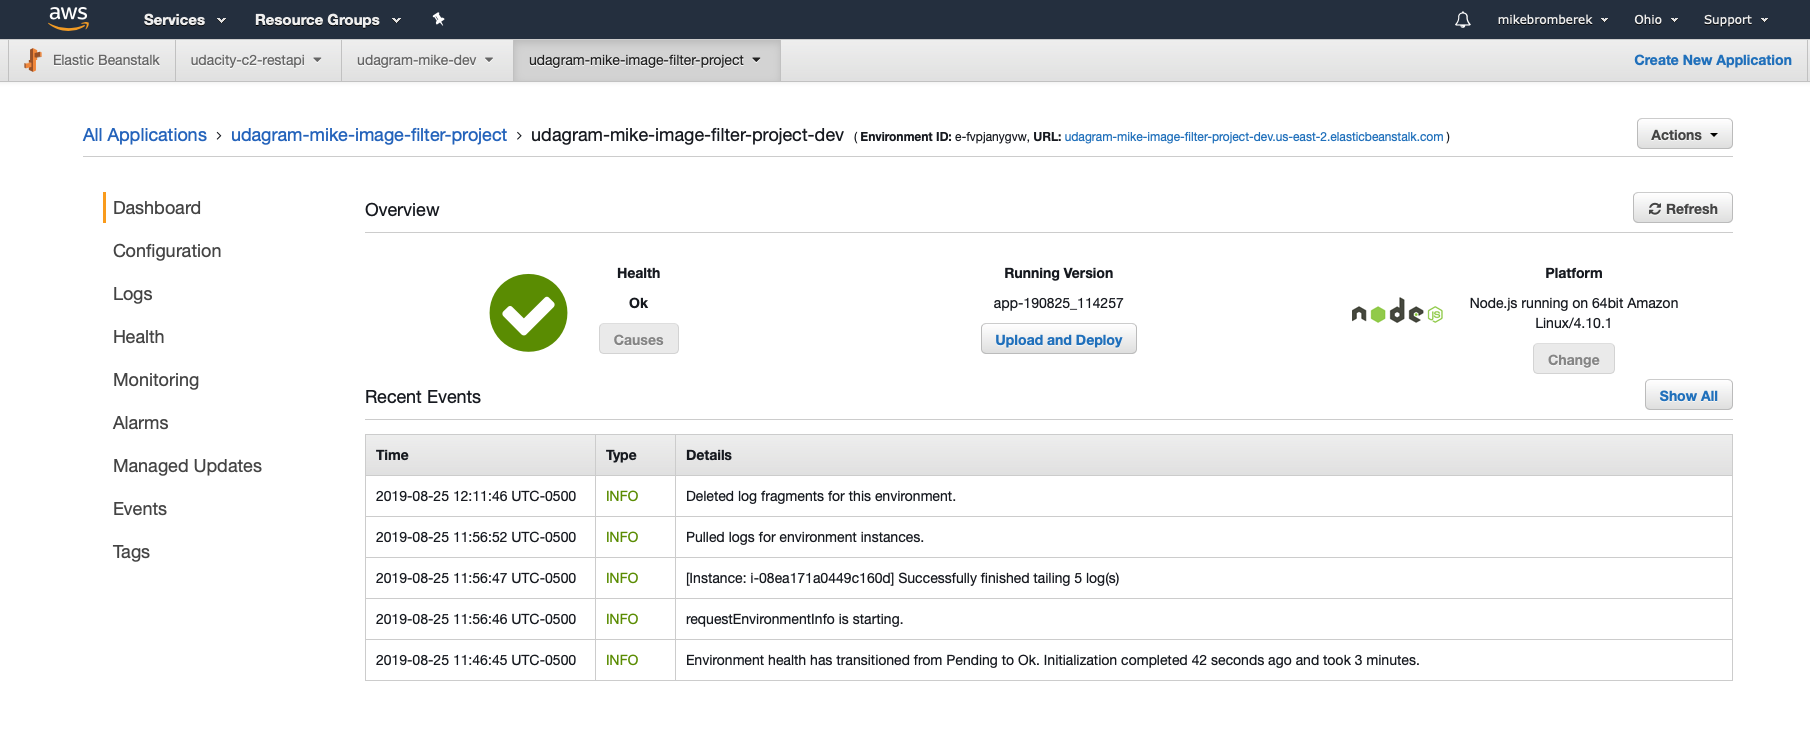 aws Services Resource Groups mikebromberek Ohio Support
Elastic Beanstalk udacity-c2-restapi udagram-mike-dev udagram-mike-image-filter-project Create New Application
All Applications › udagram-mike-image-filter-project › udagram-mike-image-filter-project-dev ( Environment ID: e-fvpjanygvw, URL: udagram-mike-image-filter-project-dev.us-east-2.elasticbeanstalk.com ) Actions
Dashboard
Configuration
Logs
Health
Monitoring
Alarms
Managed Updates
Events
Tags
Overview Refresh
Health
Ok
Causes
Running Version
app-190825_114257
Upload and Deploy
node JS
Platform
Node.js running on 64bit Amazon
Linux/4.10.1
Change
Recent Events Show All
Time Type Details
2019-08-25 12:11:46 UTC-0500 INFO Deleted log fragments for this environment.
2019-08-25 11:56:52 UTC-0500 INFO Pulled logs for environment instances.
2019-08-25 11:56:47 UTC-0500 INFO [Instance: i-08ea171a0449c160d] Successfully finished tailing 5 log(s)
2019-08-25 11:56:46 UTC-0500 INFO requestEnvironmentInfo is starting.
2019-08-25 11:46:45 UTC-0500 INFO Environment health has transitioned from Pending to Ok. Initialization completed 42 seconds ago and took 3 minutes.